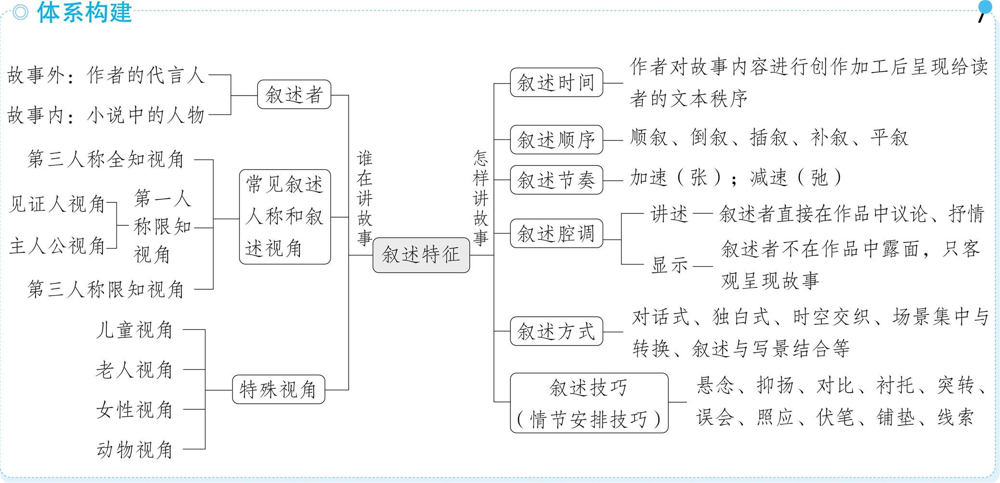 体系构建
故事外：作者的代言人
故事内：小说中的人物
叙述者
第三人称全知视角
见证人视角
主人公视角
第一人
称限知
视角
第三人称限知视角
常见叙述
人称和叙
述视角
儿童视角
老人视角
女性视角
动物视角
特殊视角
谁在讲故事
叙述特征
怎样讲故事
叙述时间
作者对故事内容进行创作加工后呈现给读
者的文本秩序
叙述顺序
顺叙、倒叙、插叙、补叙、平叙
叙述节奏
加速（张）；减速（弛）
叙述腔调
讲述
叙述者直接在作品中议论、抒情
显示
叙述者不在作品中露面，只客
观呈现故事
叙述方式
对话式、独白式、时空交织、场景集中与
转换、叙述与写景结合等
叙述技巧
（情节安排技巧）
悬念、抑扬、对比、衬托、突转、
误会、照应、伏笔、铺垫、线索